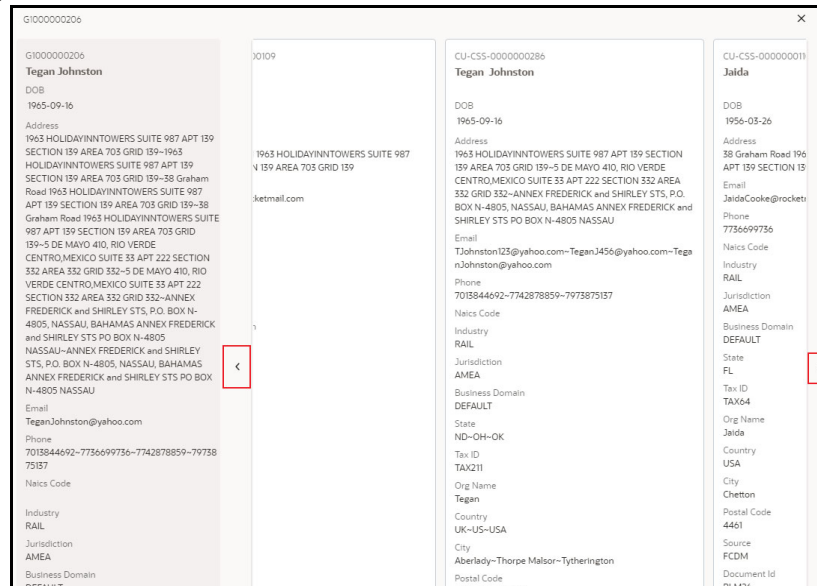 G1000000206
G1000000206
Tegan Johnston
DOB
1965-09-16
Address
1963 HOLIDAYINNTOWERS SUITE 987 APT 139
SECTION 139 AREA 703 GRID 139~1963
HOLIDAYINNTOWERS SUITE 987 APT 139
SECTION 139 AREA 703 GRID 139~38 Graham
Road 1963 HOLIDAYINNTOWERS SUITE 987
APT 139 SECTION 139 AREA 703 GRID 139~38
Graham Road 1963 HOLIDAYINNTOWERS SUITE
987 APT 139 SECTION 139 AREA 703 GRID
139~5 DE MAYO 410, RIO VERDE
CENTRO,MEXICO SUITE 33 APT 222 SECTION
332 AREA 332 GRID 332~5 DE MAYO 410, RIO
VERDE CENTRO,MEXICO SUITE 33 APT 222
SECTION 332 AREA 332 GRID 332~ANNEX
FREDERICK and SHIRLEY STS, P.O. BOX N-
4805, NASSAU, BAHAMAS ANNEX FREDERICK
and SHIRLEY STS PO BOX N-4805
NASSAU~ANNEX FREDERICK and SHIRLEY
STS, P.O. BOX N-4805, NASSAU, BAHAMAS
ANNEX FREDERICK and SHIRLEY STS PO BOX
N-4805 NASSAU
Email
TeganJohnston@yahoo.com
Phone
7013844692~7736699736~7742878859~79738
75137
Naics Code
Industry
RAIL
Jurisdiction
AMEA
Business Domain
DEFAULT
00109
1963 HOLIDAYINNTOWERS SUITE 987
N 139 AREA 703 GRID 139
cketmail.com
CU-CSS-0000000286
Tegan Johnston
DOB
1965-09-16
Address
1963 HOLIDAYINNTOWERS SUITE 987 APT 139 SECTION
139 AREA 703 GRID 139~5 DE MAYO 410, RIO VERDE
CENTRO,MEXICO SUITE 33 APT 222 SECTION 332 AREA
332 GRID 332~ANNEX FREDERICK and SHIRLEY STS, P.O.
BOX N-4805, NASSAU, BAHAMAS ANNEX FREDERICK and
SHIRLEY STS PO BOX N-4805 NASSAU
Email
TJohnston123@yahoo.com~TeganJ456@yahoo.com~Tega
nJohnston@yahoo.com
Phone
7013844692~7742878859~7973875137
Naics Code
Industry
RAIL
Jurisdiction
AMEA
Business Domain
DEFAULT
State
ND~OH~OK
Tax ID
TAX211
Org Name
Tegan
Country
UK~US~USA
City
Aberlady~Thorpe Malsor~Tytherington
Postal Code
CU-CSS-00000001
Jaida
DOB
1956-03-26
Address
38 Graham Road 196
APT 139 SECTION 13
Email
JaidaCooke@rocket
Phone
7736699736
Naics Code
Industry
RAIL
Jurisdiction
AMEA
Business Domain
DEFAULT
State
FL
Tax ID
TAX64
Org Name
Jaida
Country
USA
City
Chetton
Postal Code
4461
Source
FCDM
Document Id